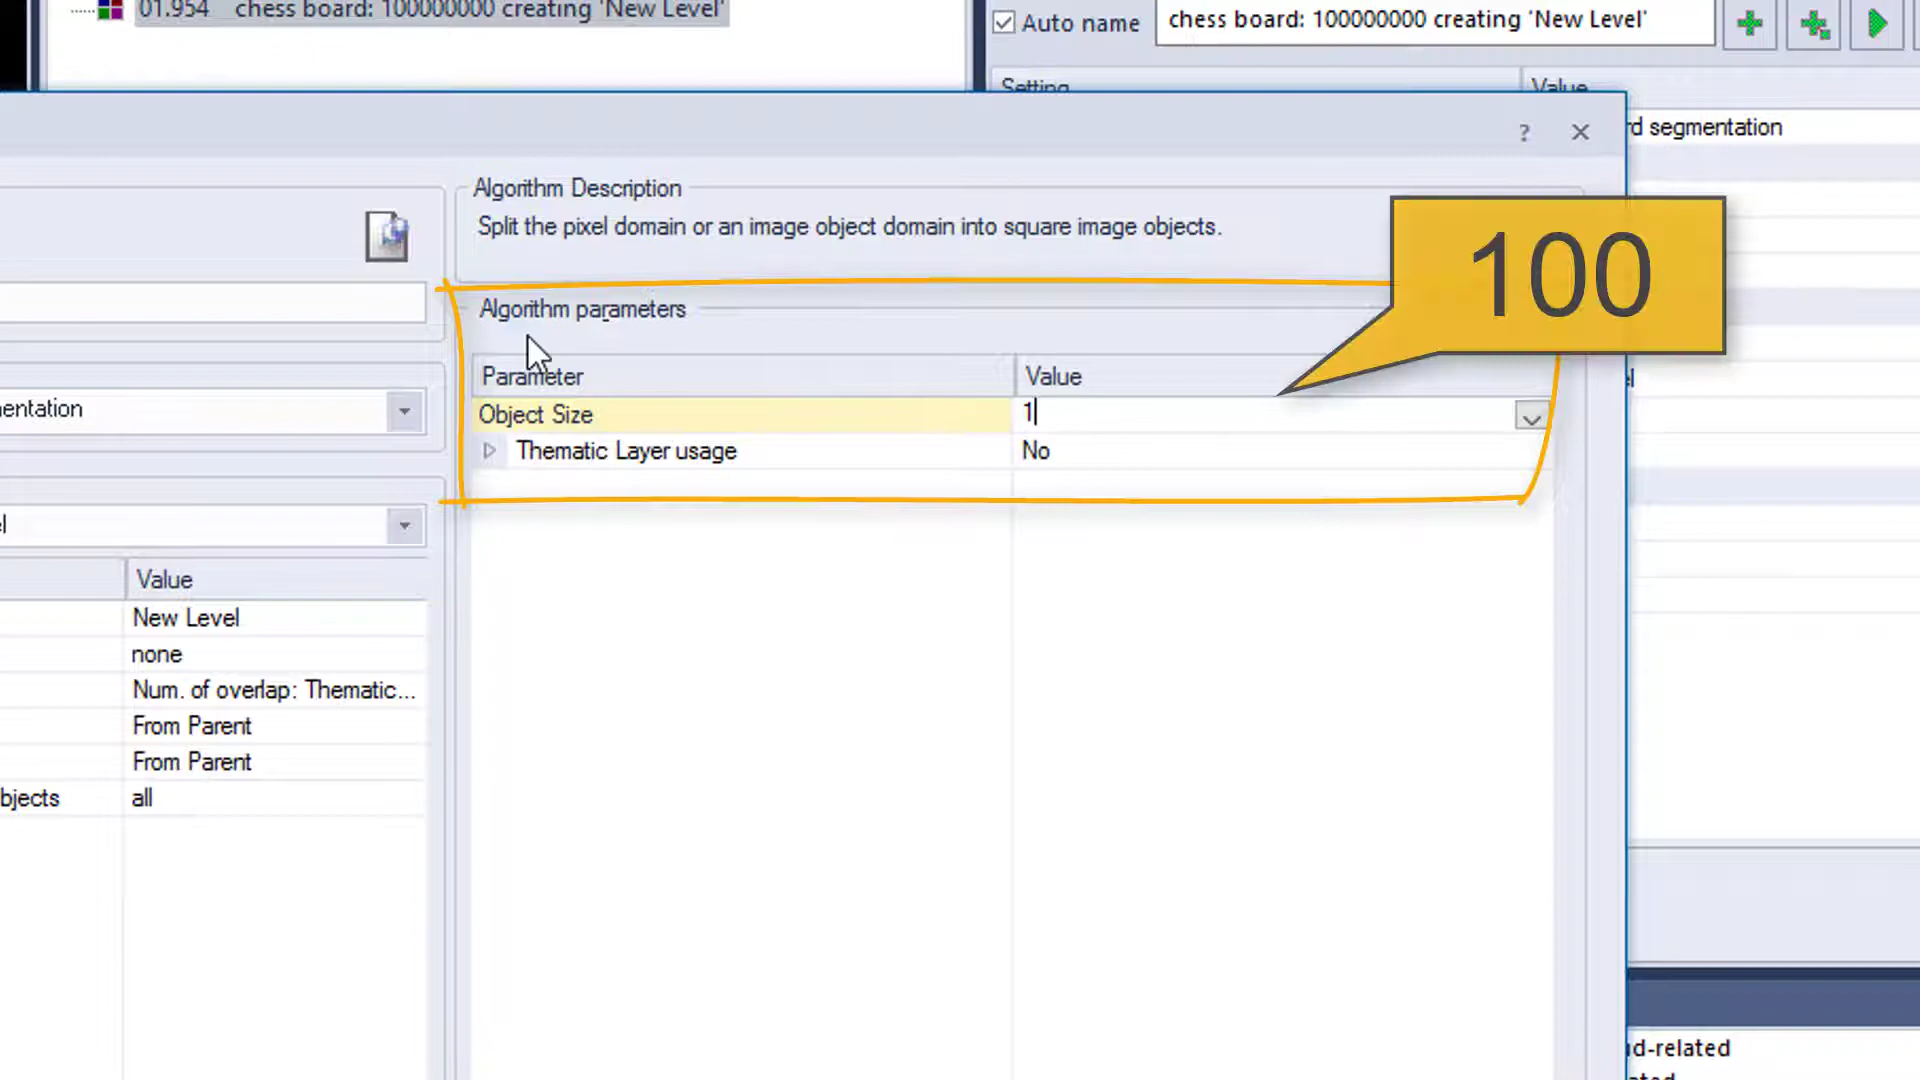 01.954 chess board: 100000000 creating 'New Level'
Auto name
chess board: 100000000 creating 'New Level'
Setting
Value
rd segmentation
?
Algorithm Description
Split the pixel domain or an image object domain into square image objects.
100
Algorithm parameters
Parameter
Value
Object Size
1
Thematic Layer usage
No
entation
el
Value
New Level
none
Num. of overlap: Thematic...
From Parent
From Parent
bjects
all
d-related